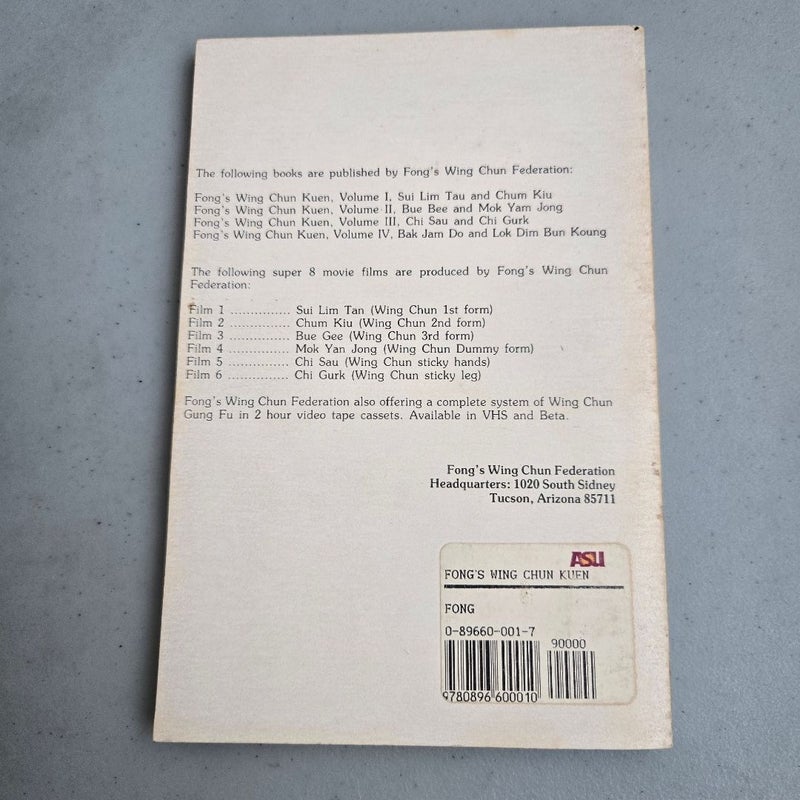 The following books are published by Fong's Wing Chun Federation:
Fong's Wing Chun Kuen, Volume I, Sui Lim Tau and Chum Kiu
Fong's Wing Chun Kuen, Volume II, Bue Bee and Mok Yam Jong
Fong's Wing Chun Kuen, Volume III, Chi Sau and Chi Gurk
Fong's Wing Chun Kuen, Volume IV, Bak Jam Do and Lok Dim Bun Koung
The following super 8 movie films are produced by Fong's Wing Chun
Federation:
Film 1 ............... Sui Lim Tan (Wing Chun 1st form)
Film 2 ............... Chum Kiu (Wing Chun 2nd form)
Film 3 ............... Bue Gee (Wing Chun 3rd form)
Film 4 ............... Mok Yan Jong (Wing Chun Dummy form)
Film 5 ............... Chi Sau (Wing Chun sticky hands)
Film 6 ............... Chi Gurk (Wing Chun sticky leg)
Fong's Wing Chun Federation also offering a complete system of Wing Chun
Gung Fu in 2 hour video tape cassets. Available in VHS and Beta.
Fong's Wing Chun Federation
Headquarters: 1020 South Sidney
Tucson, Arizona 85711
ASU
FONG'S WING CHUN KUEN
FONG
0-89660-001-7
90000
9780896600010